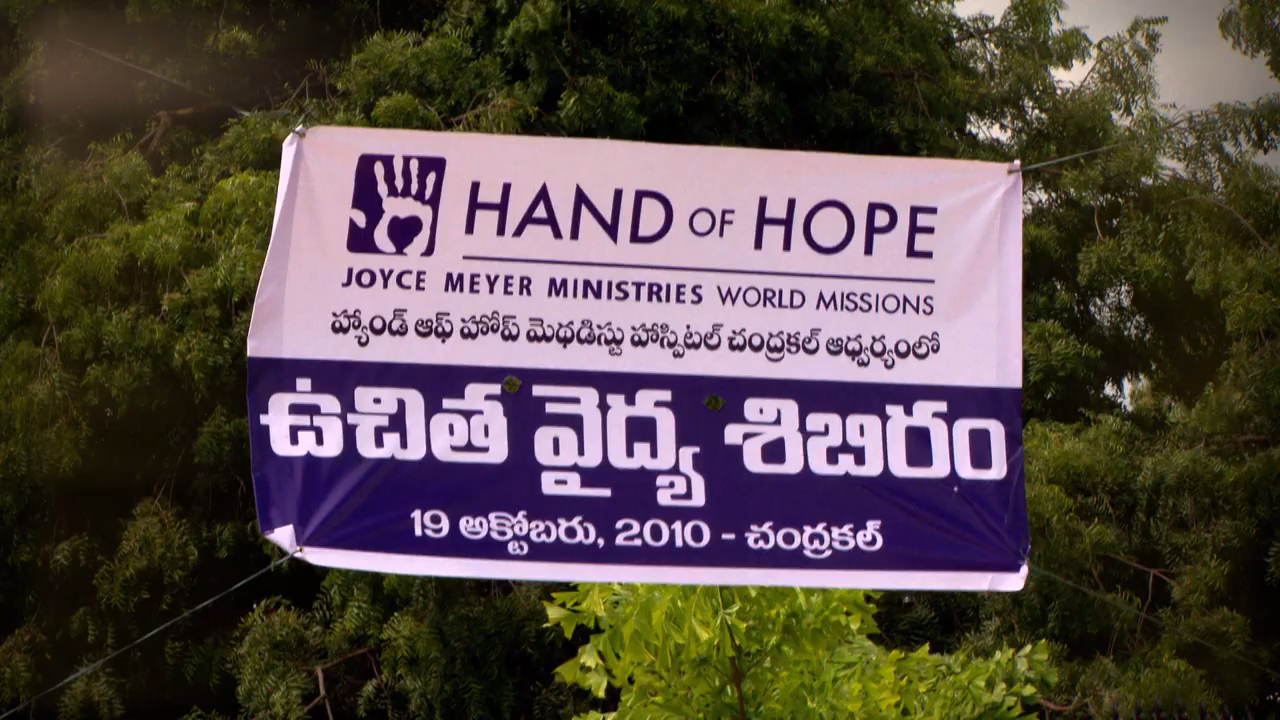 HAND OF HOPE
JOYCE MEYER MINISTRIES WORLD MISSIONS
హ్యాండ్ ఆఫ్ హోప్ మెథడిస్టు హాస్పిటల్ చంద్రకల్ ఆధ్వర్యంలో
ఉచిత వైద్య శిబిరం
19 అక్టోబరు, 2010 - చంద్రకల్